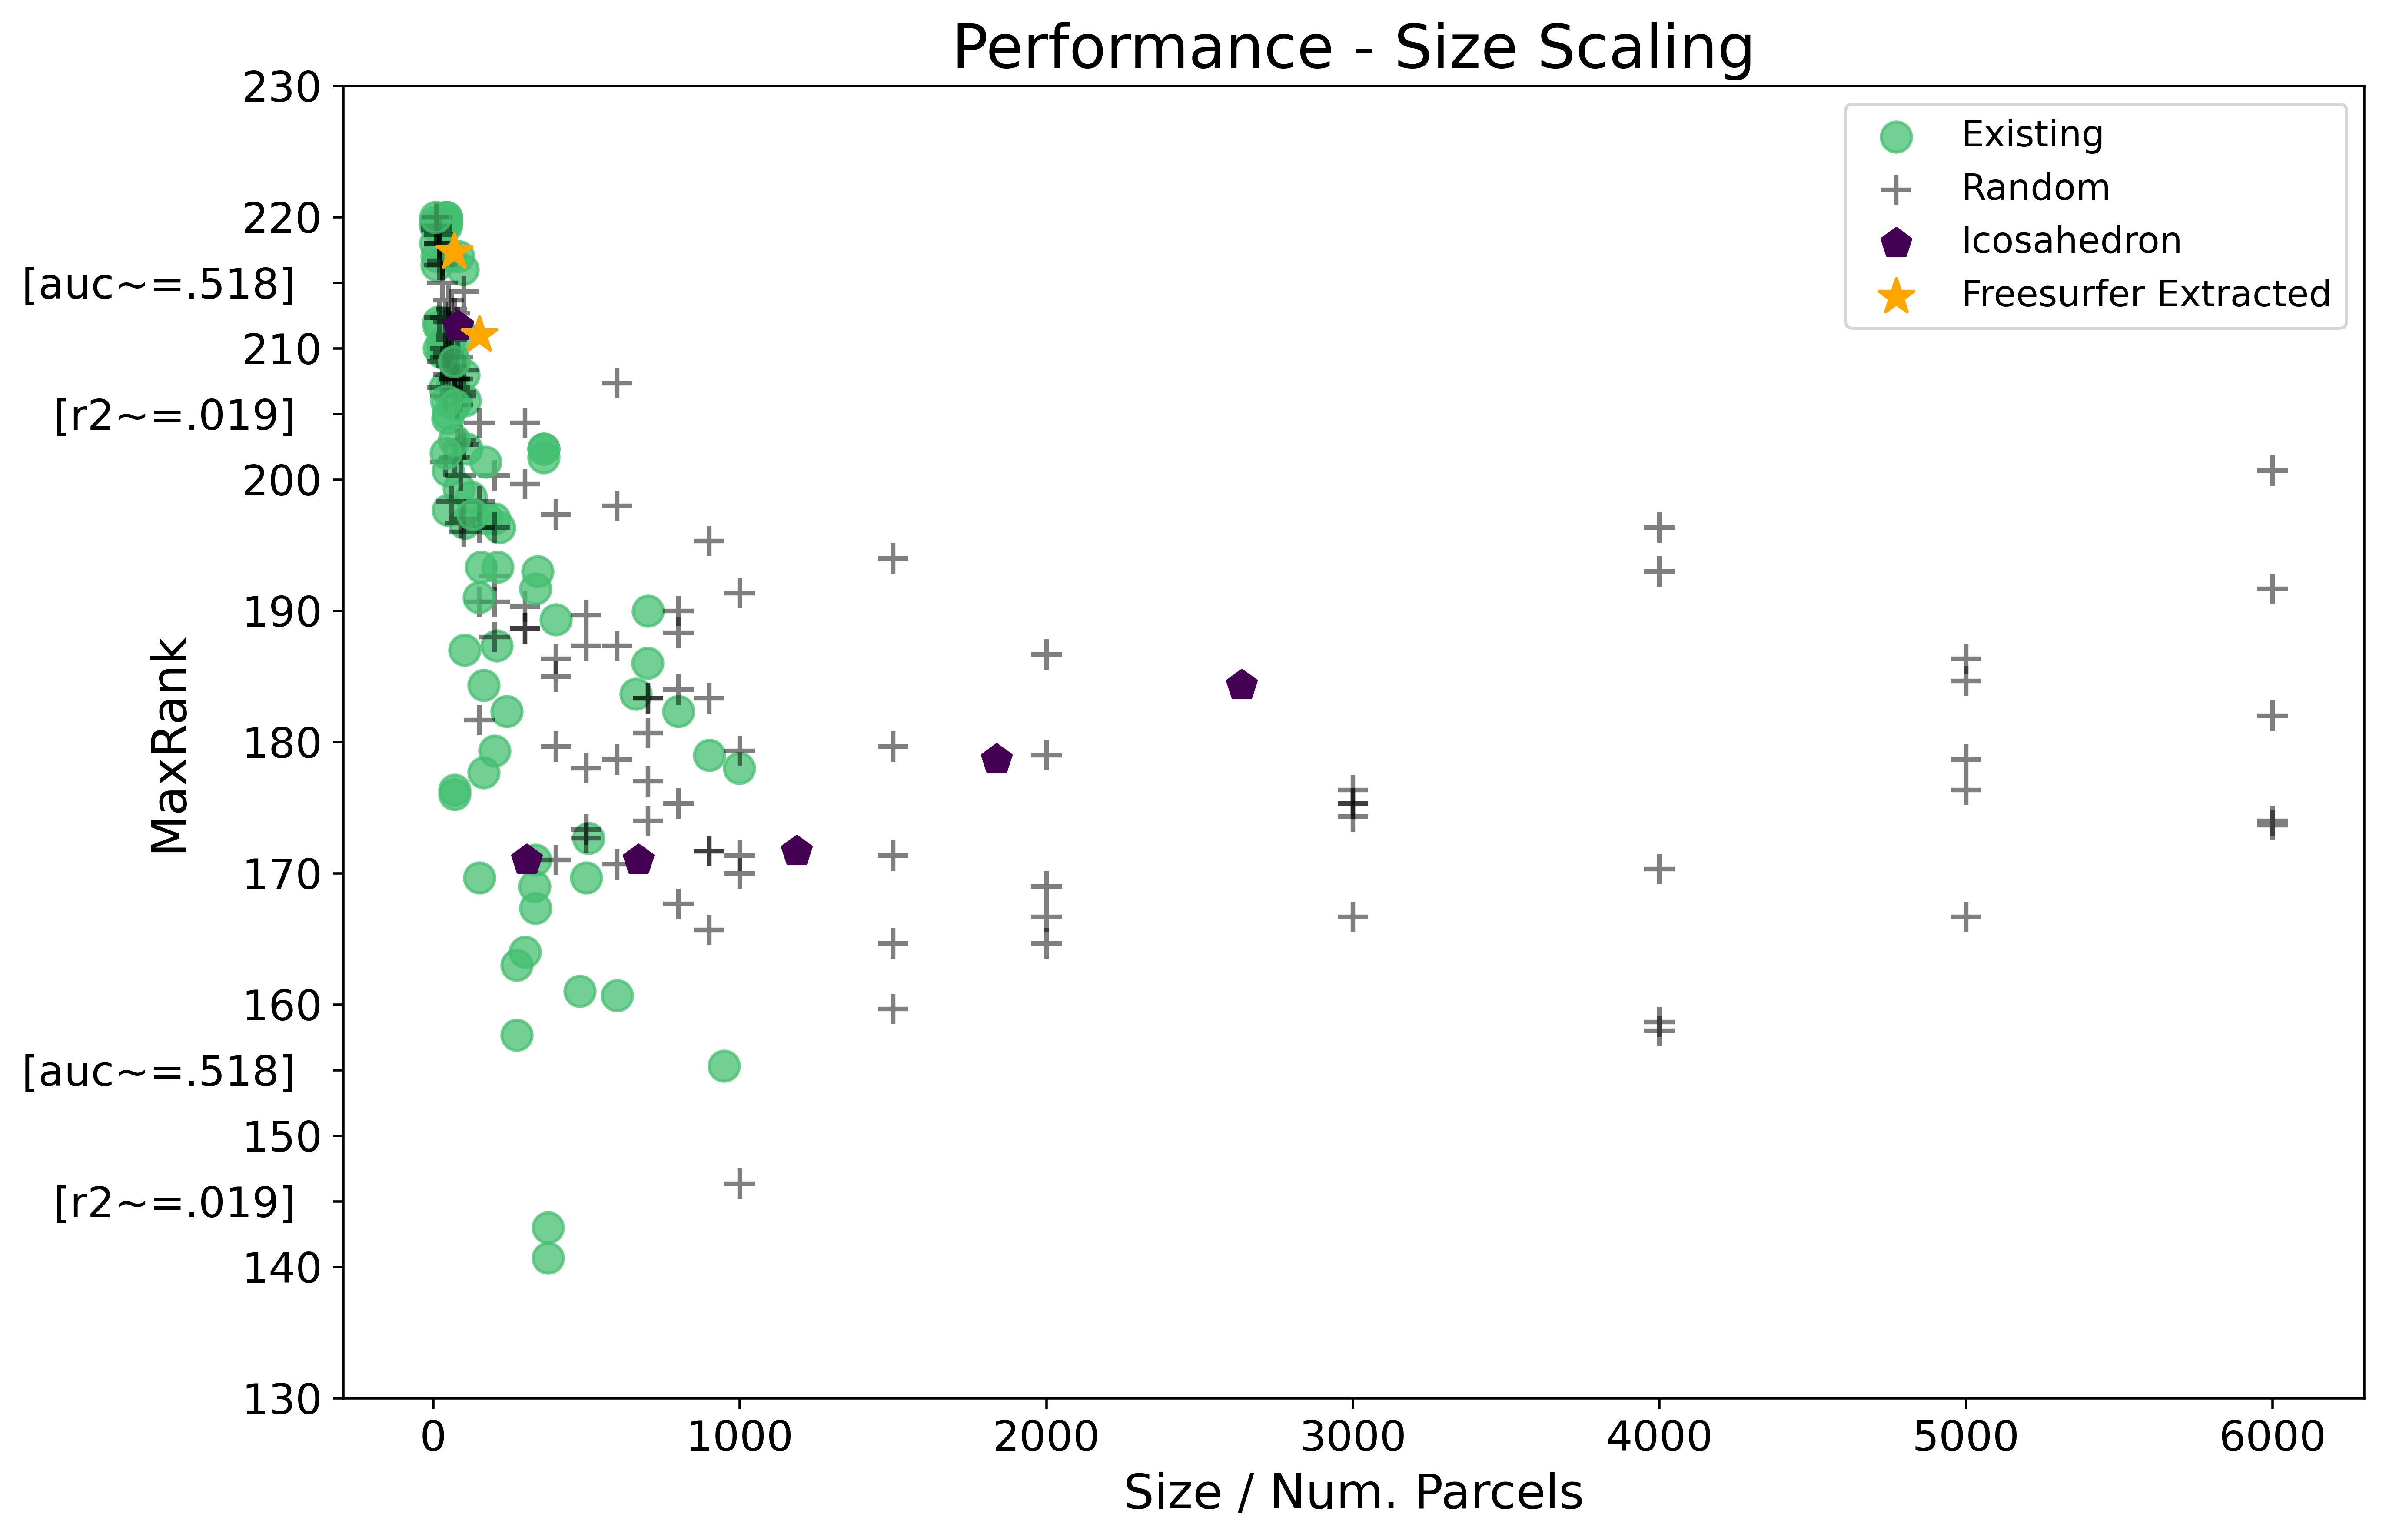 Performance - Size Scaling
230
220
[auc~=.518]
210
[r2~=.019]
200
190
180
170
160
[auc~=.518]
150
[r2~=.019]
140
130
MaxRank
Existing
Random
Icosahedron
Freesurfer Extracted
0 1000 2000 3000 4000 5000 6000
Size / Num. Parcels